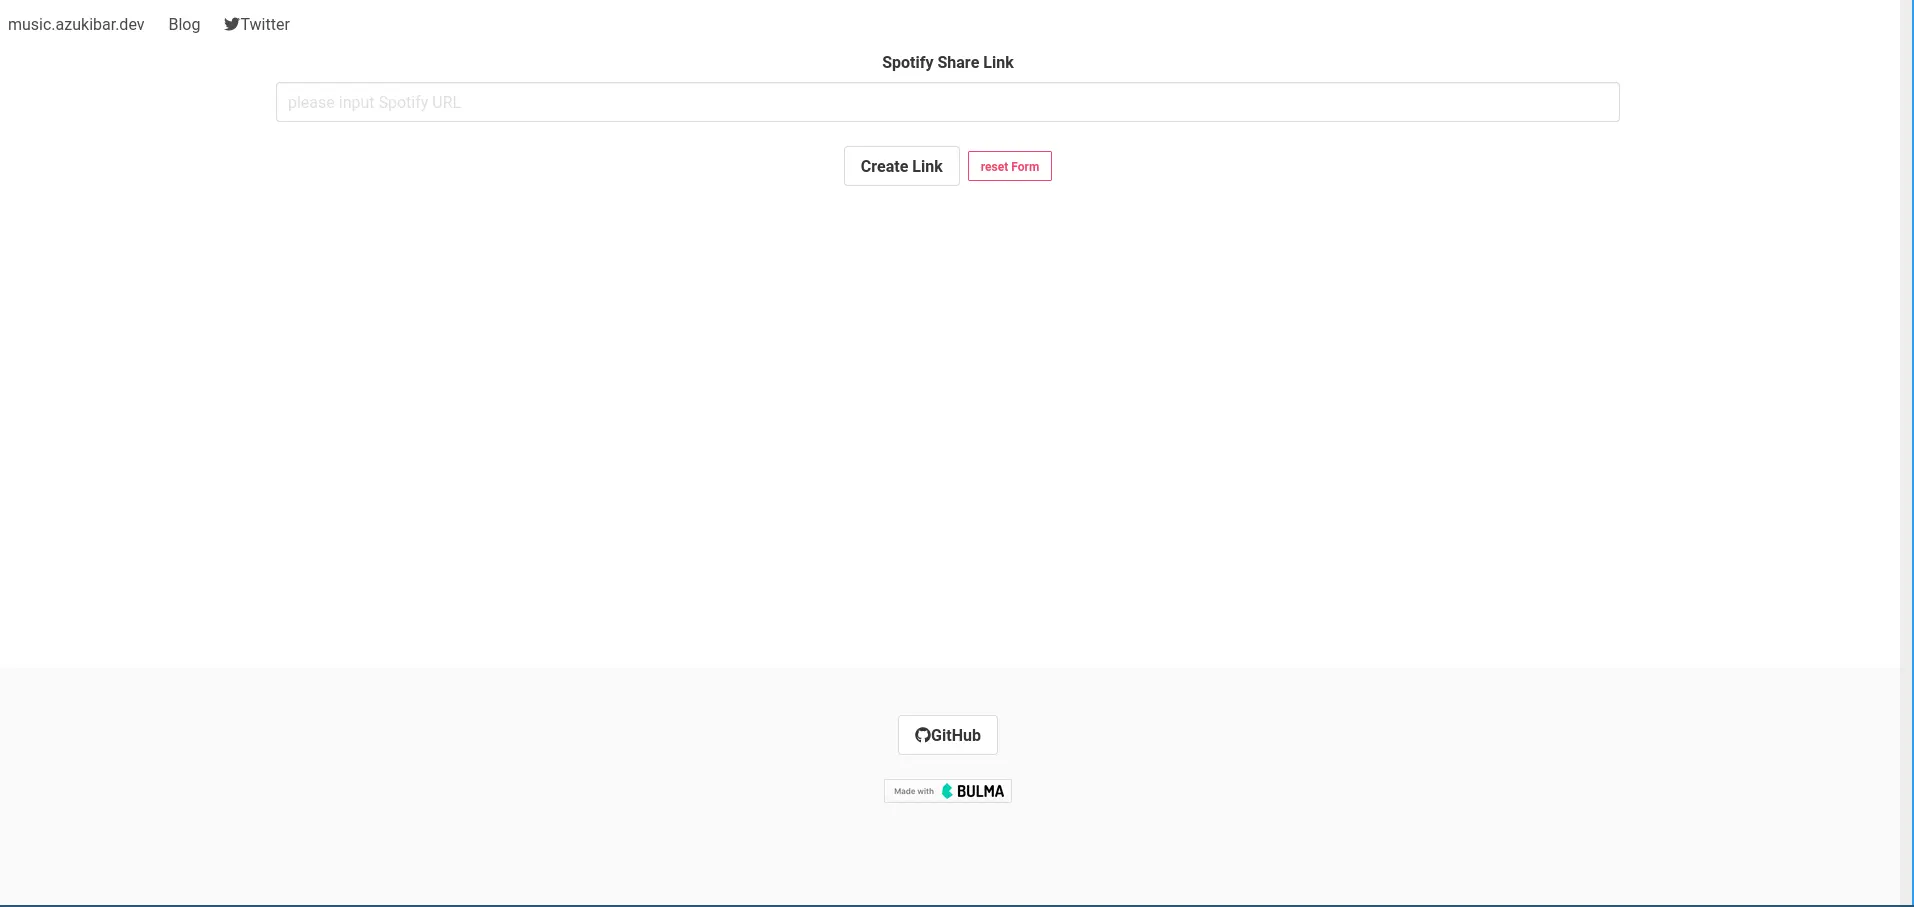 music.azukibar.dev Blog Twitter
Spotify Share Link
please input Spotify URL
Create Link reset Form
GitHub
Made with BULMA